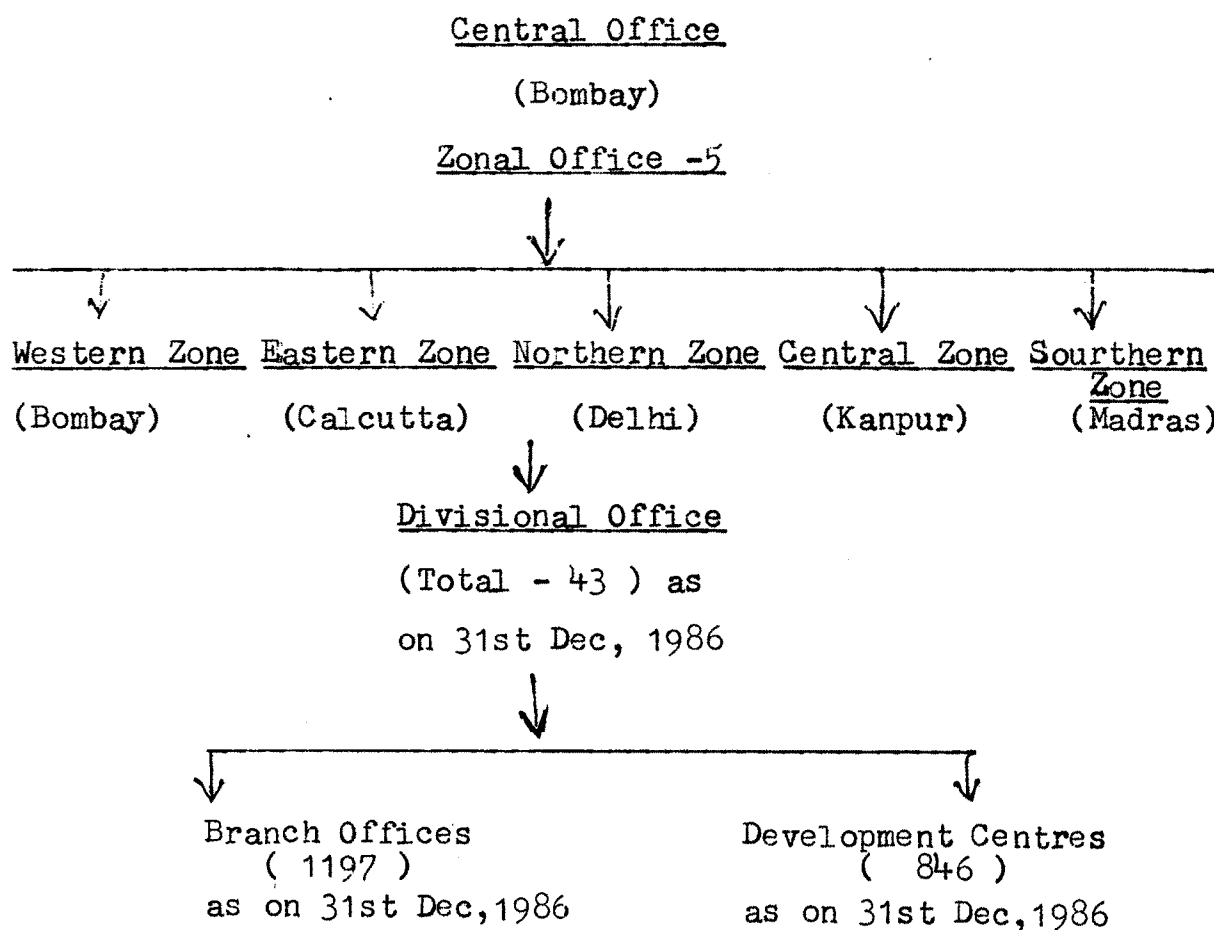 Central Office
(Bombay)
Zonal Office -5
Western Zone Eastern Zone Northern Zone Central Zone Sourthern
Zone
(Bombay) (Calcutta) (Delhi) (Kanpur) (Madras)
Divisional Office
(Total - 43 ) as
on 31st Dec, 1986
Branch Offices
( 1197 )
as on 31st Dec,1986
Development Centres
( 846 )
as on 31st Dec,1986